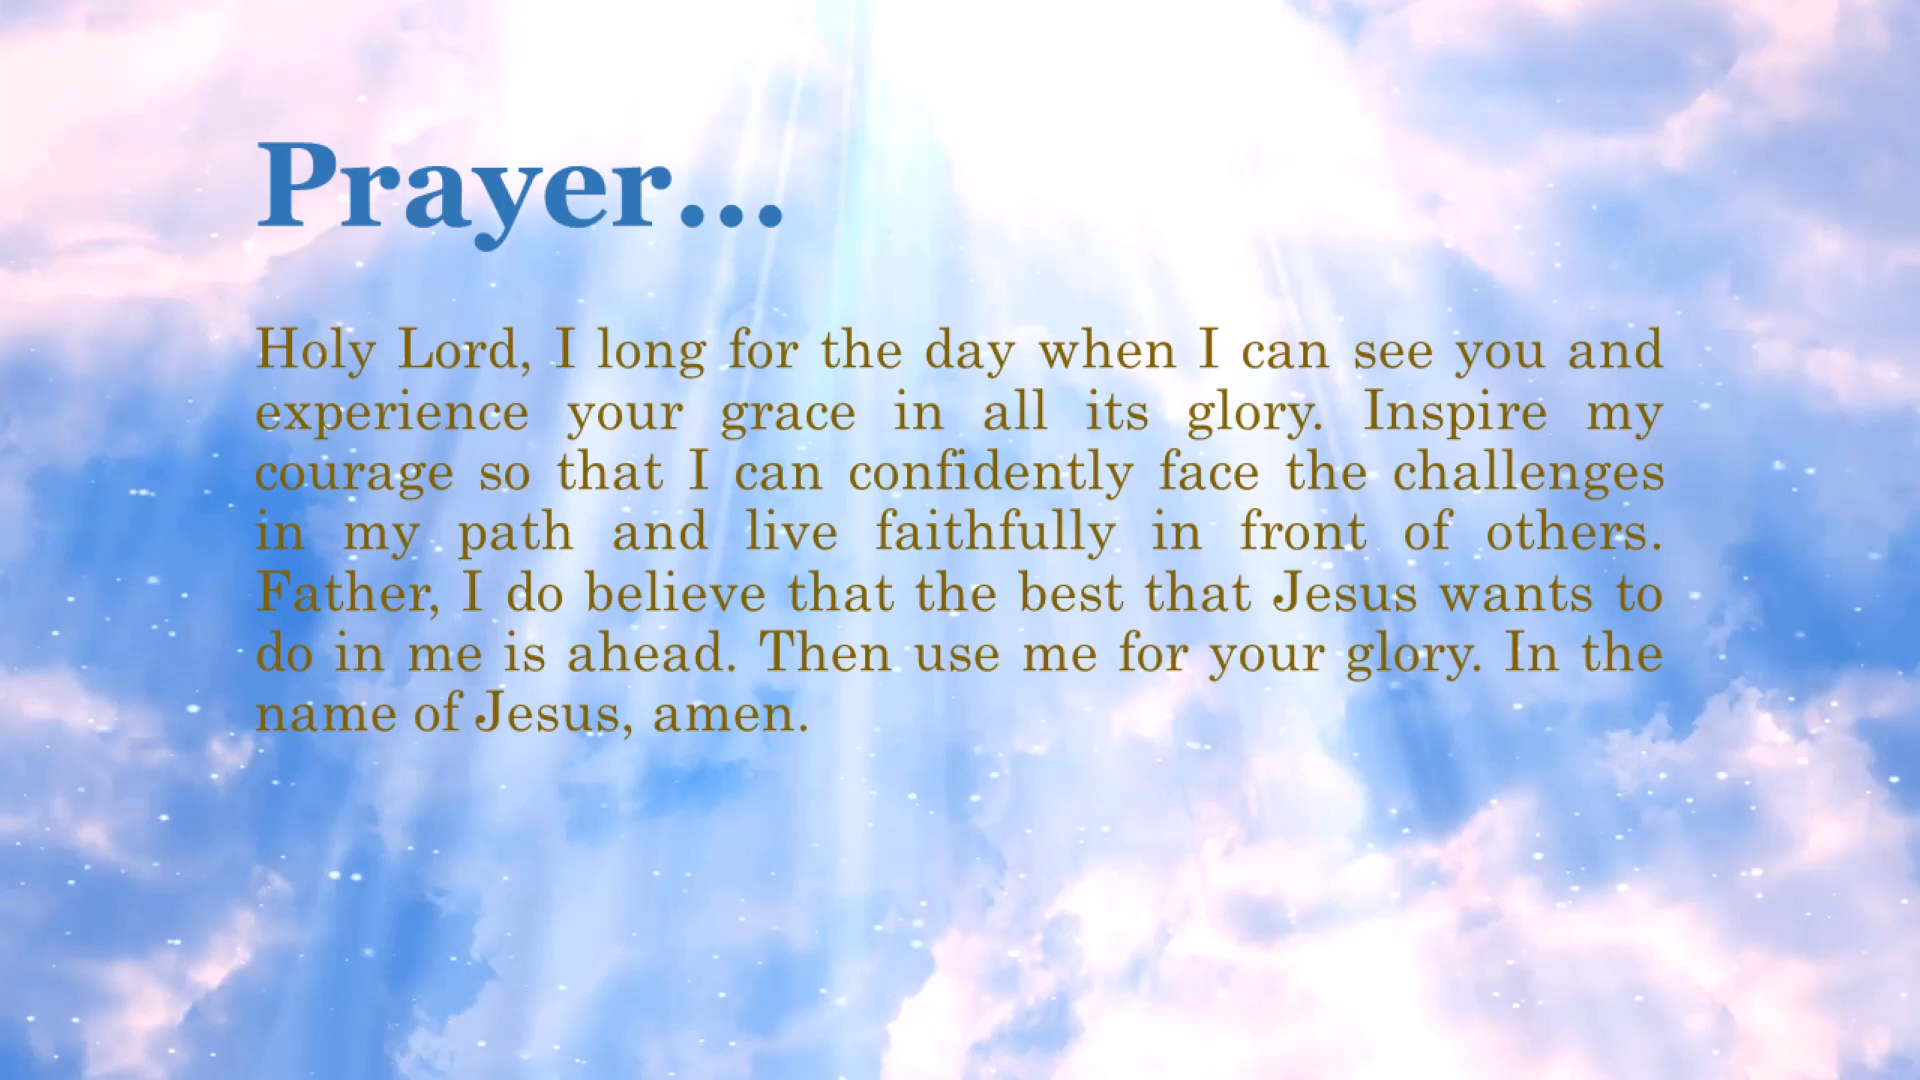 Prayer...
Holy Lord, I long for the day when I can see you and
experience your grace in all its glory. Inspire my
courage so that I can confidently face the challenges
in my path and live faithfully in front of others.
Father, I do believe that the best that Jesus wants to
do in me is ahead. Then use me for your glory. In the
name of Jesus, amen.